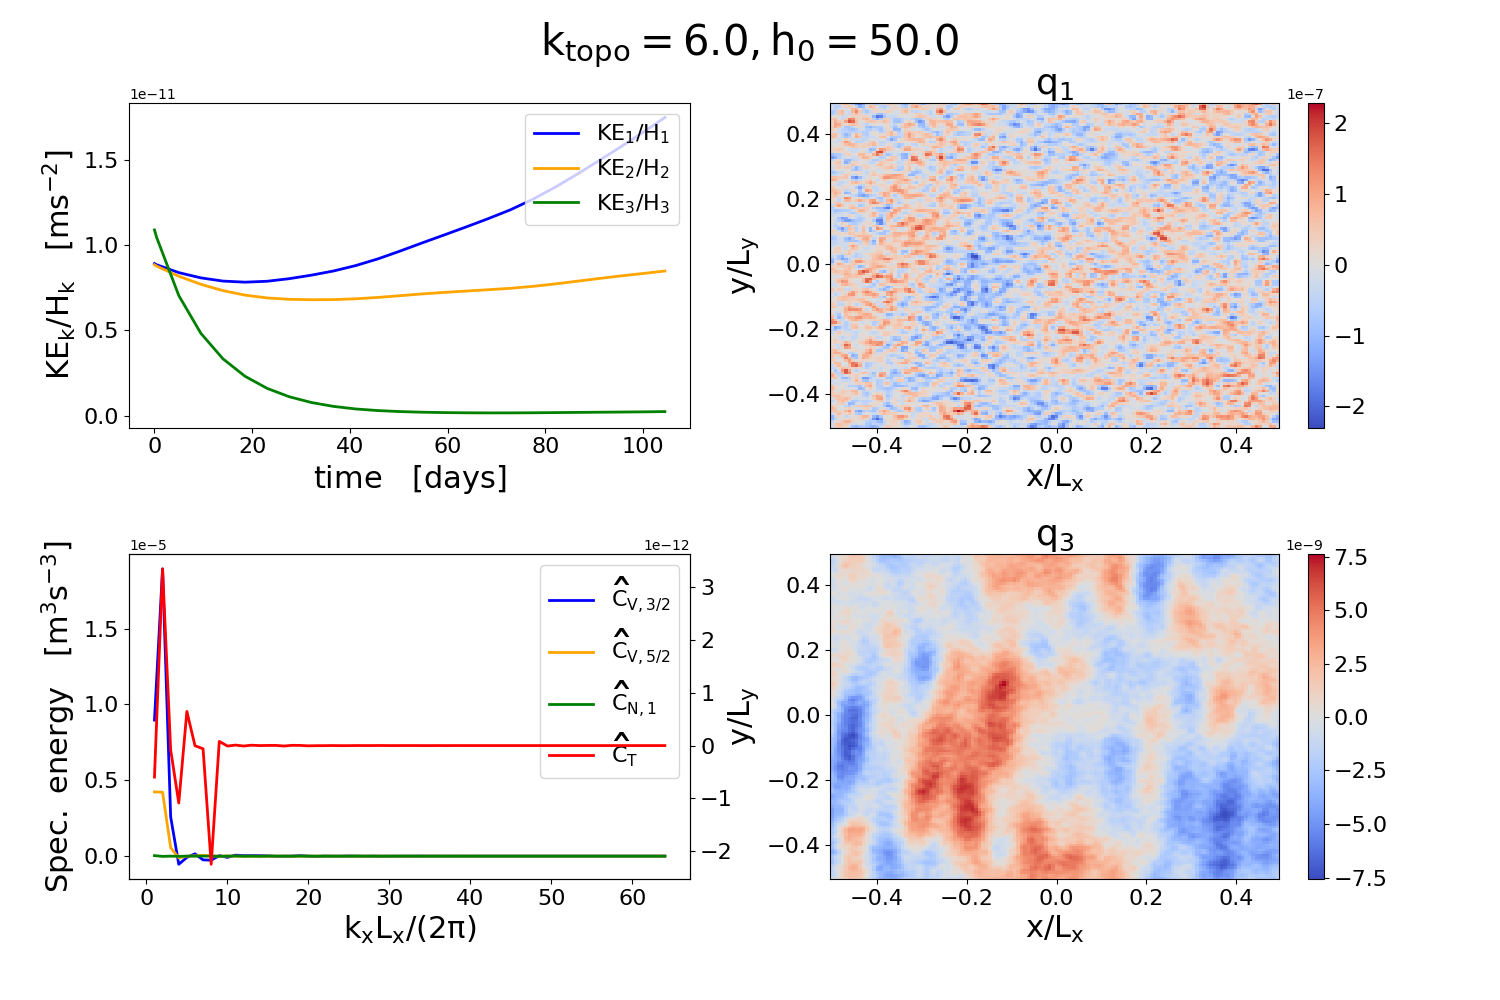 k_topo = 6.0, h_0 = 50.0
1e−11
KE_k/H_k [ms^−2]
1.5
1.0
0.5
0.0
KE_1/H_1
KE_2/H_2
KE_3/H_3
0 20 40 60 80 100
time [days]
q_1
1e−7
y/L_y
0.4
0.2
0.0
−0.2
−0.4
−0.4 −0.2 0.0 0.2 0.4
x/L_x
2
1
0
−1
−2
1e−5
1e−12
Spec. energy [m^3s^−3]
1.5
1.0
0.5
0.0
Ĉ_V,3/2
Ĉ_V,5/2
Ĉ_N,1
Ĉ_T
3
2
1
0
−1
−2
0 10 20 30 40 50 60
k_xL_x/(2π)
q_3
1e−9
y/L_y
0.4
0.2
0.0
−0.2
−0.4
−0.4 −0.2 0.0 0.2 0.4
x/L_x
7.5
5.0
2.5
0.0
−2.5
−5.0
−7.5